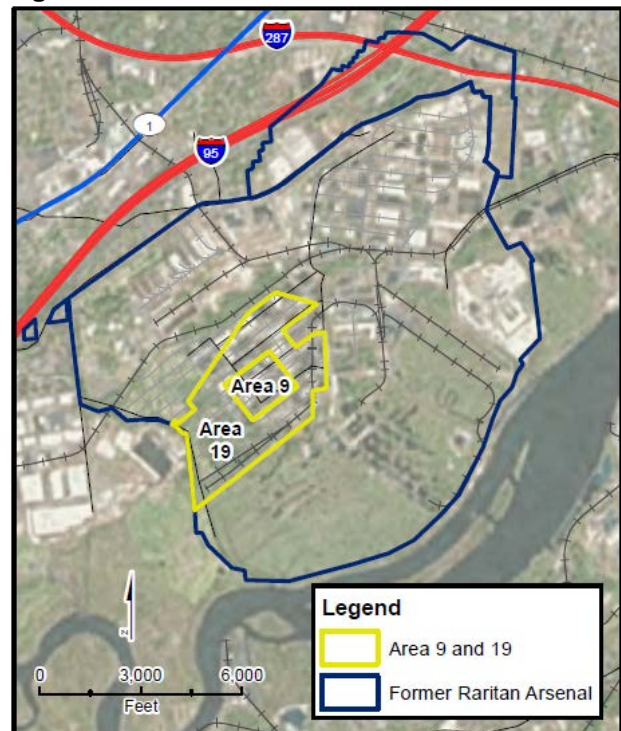 287
1
95
Area 9
Area
19
N
0 3,000 6,000
Feet
Legend
Area 9 and 19
Former Raritan Arsenal